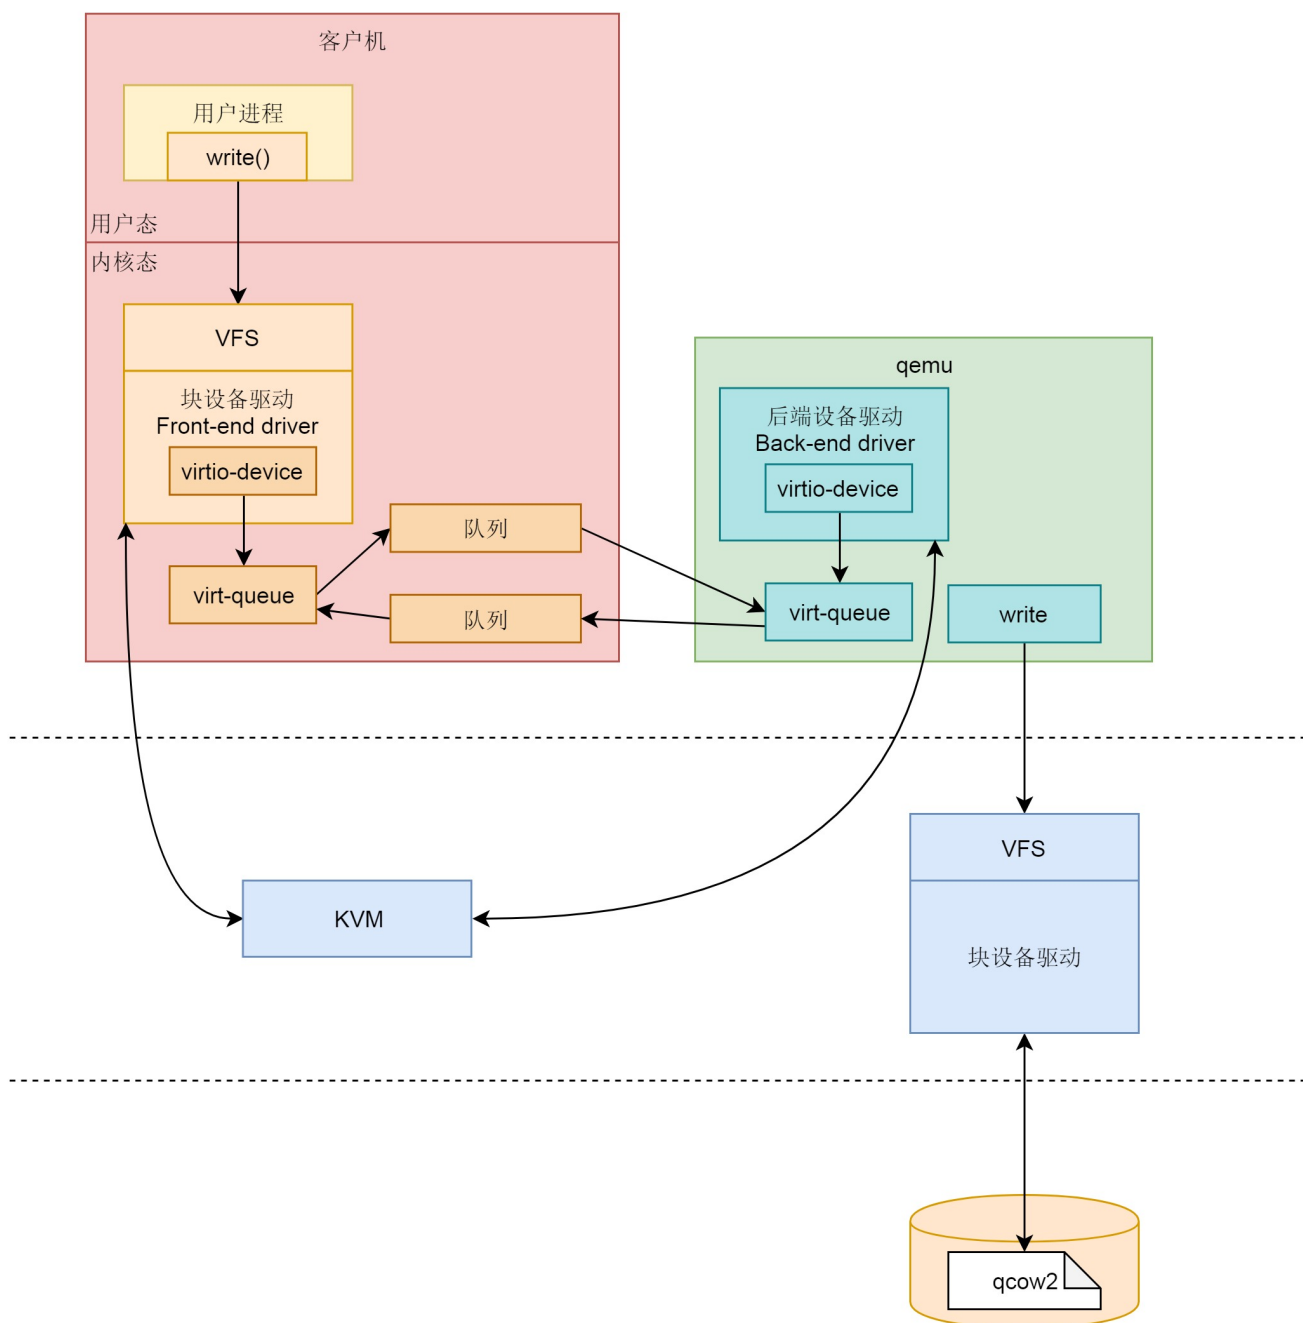 客户机
用户进程
write()
用户态
内核态
VFS
块设备驱动
Front-end driver
virtio-device
virt-queue
队列
队列
qemu
后端设备驱动
Back-end driver
virtio-device
virt-queue
write
KVM
VFS
块设备驱动
qcow2